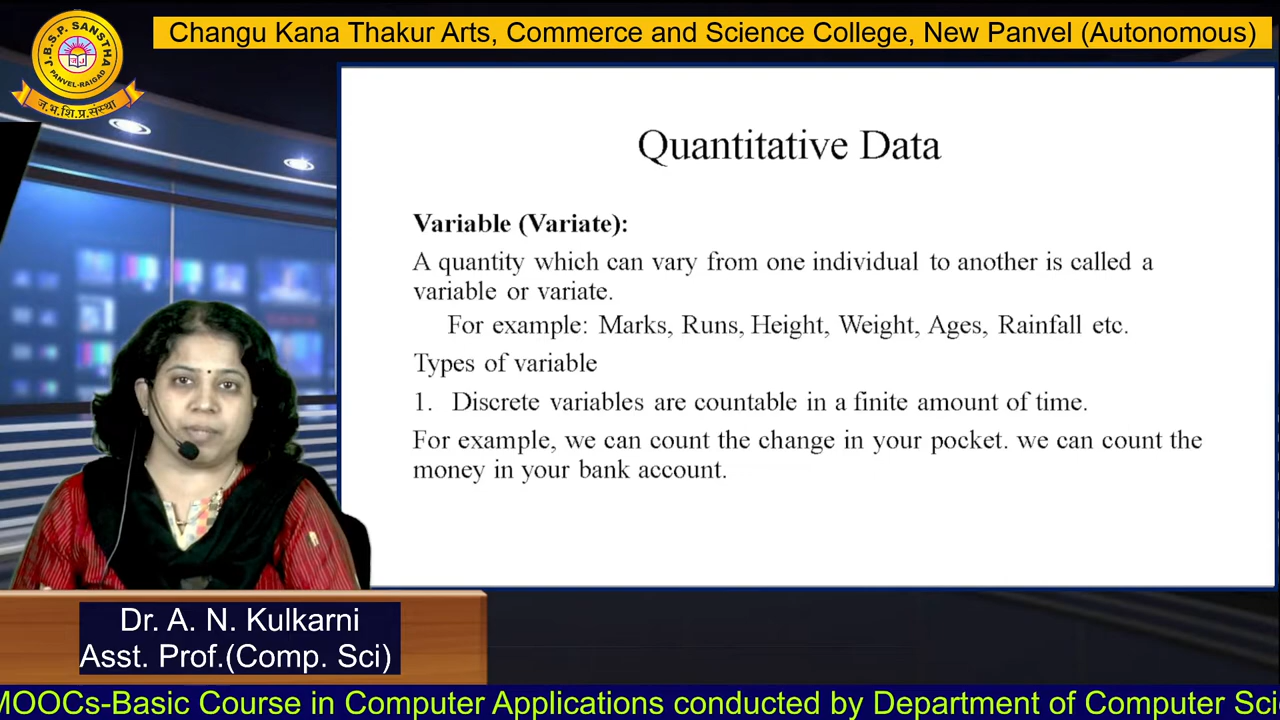 Changu Kana Thakur Arts, Commerce and Science College, New Panvel (Autonomous)
J.B.S.P. SANSTHA
PANVEL-RAIGAD
ज.भ.शि.प्र.संस्था
Quantitative Data
Variable (Variate):
A quantity which can vary from one individual to another is called a
variable or variate.
For example: Marks, Runs, Height, Weight, Ages, Rainfall etc.
Types of variable
1. Discrete variables are countable in a finite amount of time.
For example, we can count the change in your pocket. we can count the
money in your bank account.
Dr. A. N. Kulkarni
Asst. Prof.(Comp. Sci)
MOOCs-Basic Course in Computer Applications conducted by Department of Computer Sci